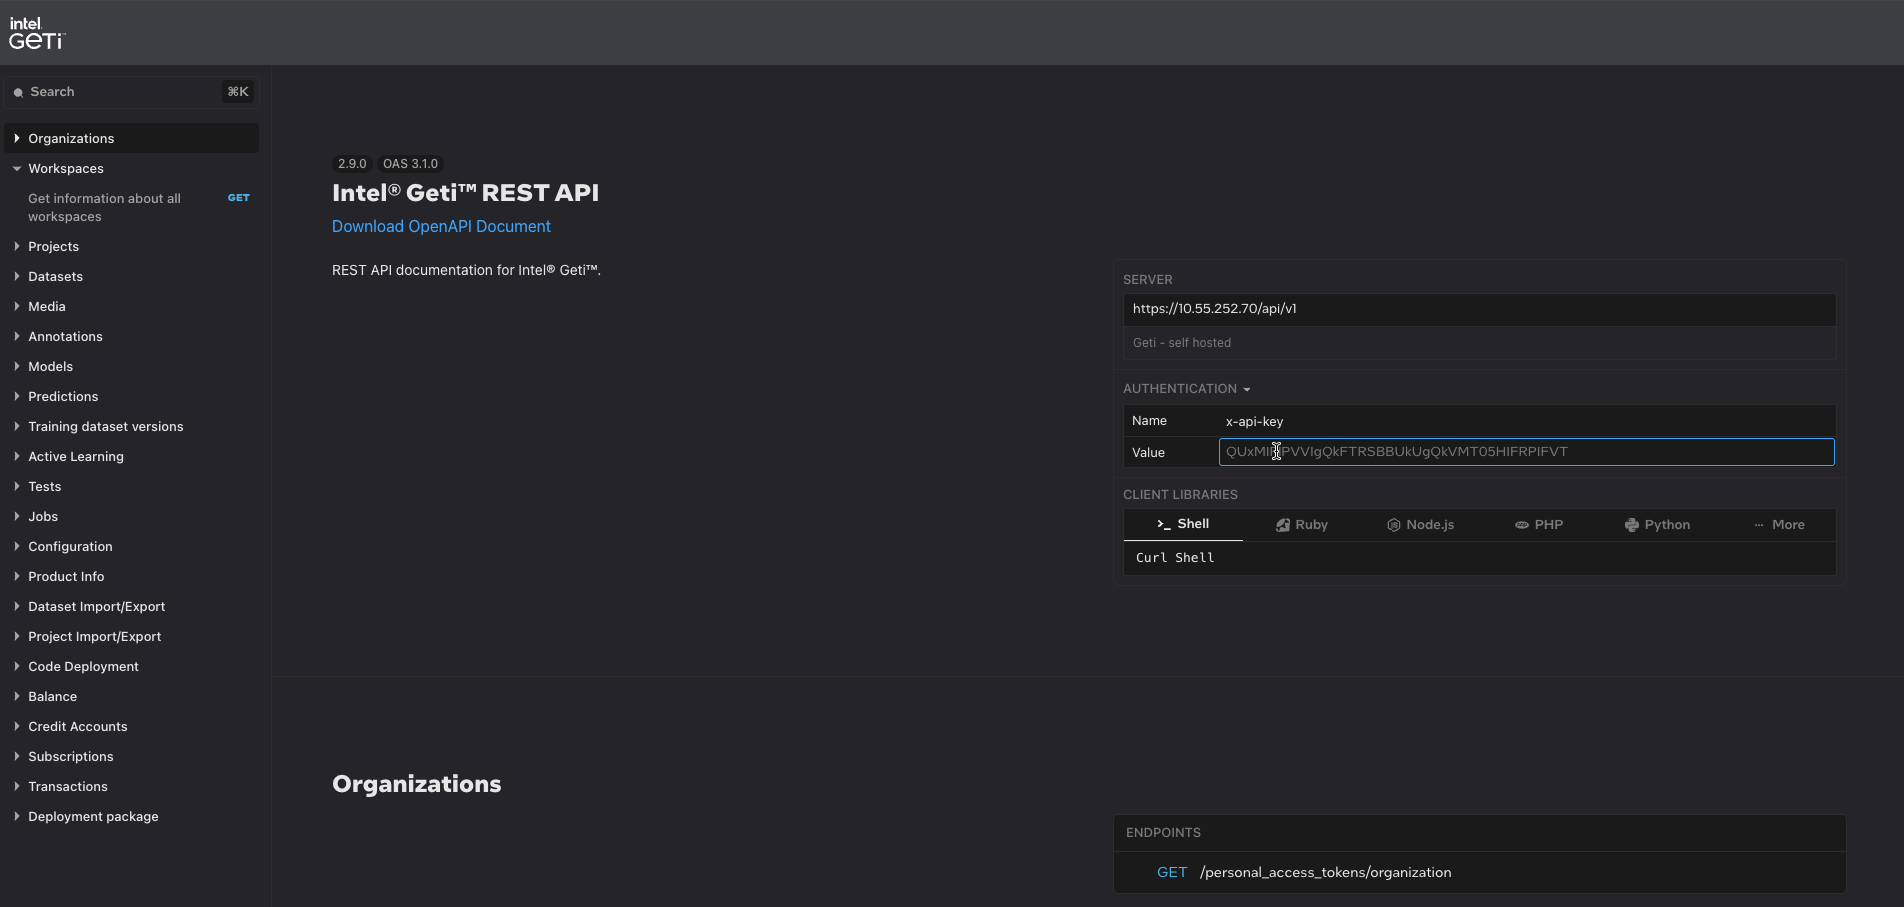 intel
GETi™
Search
⌘K
Organizations
Workspaces
Get information about all
workspaces
GET
Projects
Datasets
Media
Annotations
Models
Predictions
Training dataset versions
Active Learning
Tests
Jobs
Configuration
Product Info
Dataset Import/Export
Project Import/Export
Code Deployment
Balance
Credit Accounts
Subscriptions
Transactions
Deployment package
2.9.0 OAS 3.1.0
Intel® Geti™ REST API
Download OpenAPI Document
REST API documentation for Intel® Geti™.
SERVER
https://10.55.252.70/api/v1
Geti - self hosted
AUTHENTICATION
Name x-api-key
Value
CLIENT LIBRARIES
Shell Ruby Node.js PHP Python More
Curl Shell
Organizations
ENDPOINTS
GET /personal_access_tokens/organization